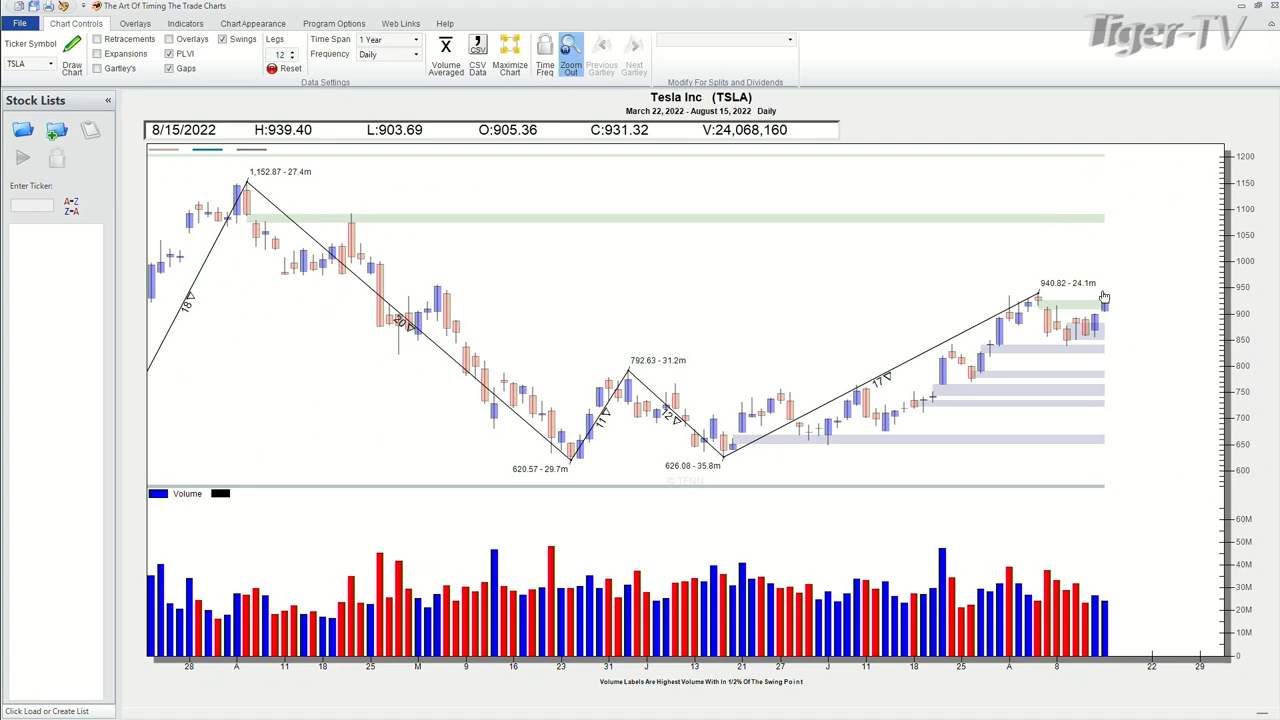 The Art Of Timing The Trade Charts
Tiger-TV
File Chart Controls Overlays Indicators Chart Appearance Program Options Web Links Help
Ticker Symbol
TSLA
Draw Chart
Retracements Overlays Swings
Expansions PLVI
Gartley's Gaps
Legs
12
Reset
Time Span 1 Year
Frequency Daily
Data Settings
Volume Averaged
CSV
CSV Data
Maximize Chart
Time Freq
Zoom Out
Previous Gartley
Next Gartley
Modify For Splits and Dividends
Stock Lists «
Enter Ticker:
A-Z
Z-A
Click Load or Create List
Tesla Inc (TSLA)
March 22, 2022 - August 15, 2022 Daily
8/15/2022 H:939.40 L:903.69 O:905.36 C:931.32 V:24,068,160
1,152.87 - 27.4m
940.82 - 24.1m
792.63 - 31.2m
620.57 - 29.7m
626.08 - 35.8m
18
20
11
12
17
© TFNN
1200
1150
1100
1050
1000
950
900
850
800
750
700
650
600
Volume
60M
50M
40M
30M
20M
10M
0
28 A 11 18 25 M 9 16 23 31 J 13 21 27 J 11 18 25 A 8 22 29
Volume Labels Are Highest Volume With In 1/2% Of The Swing Point